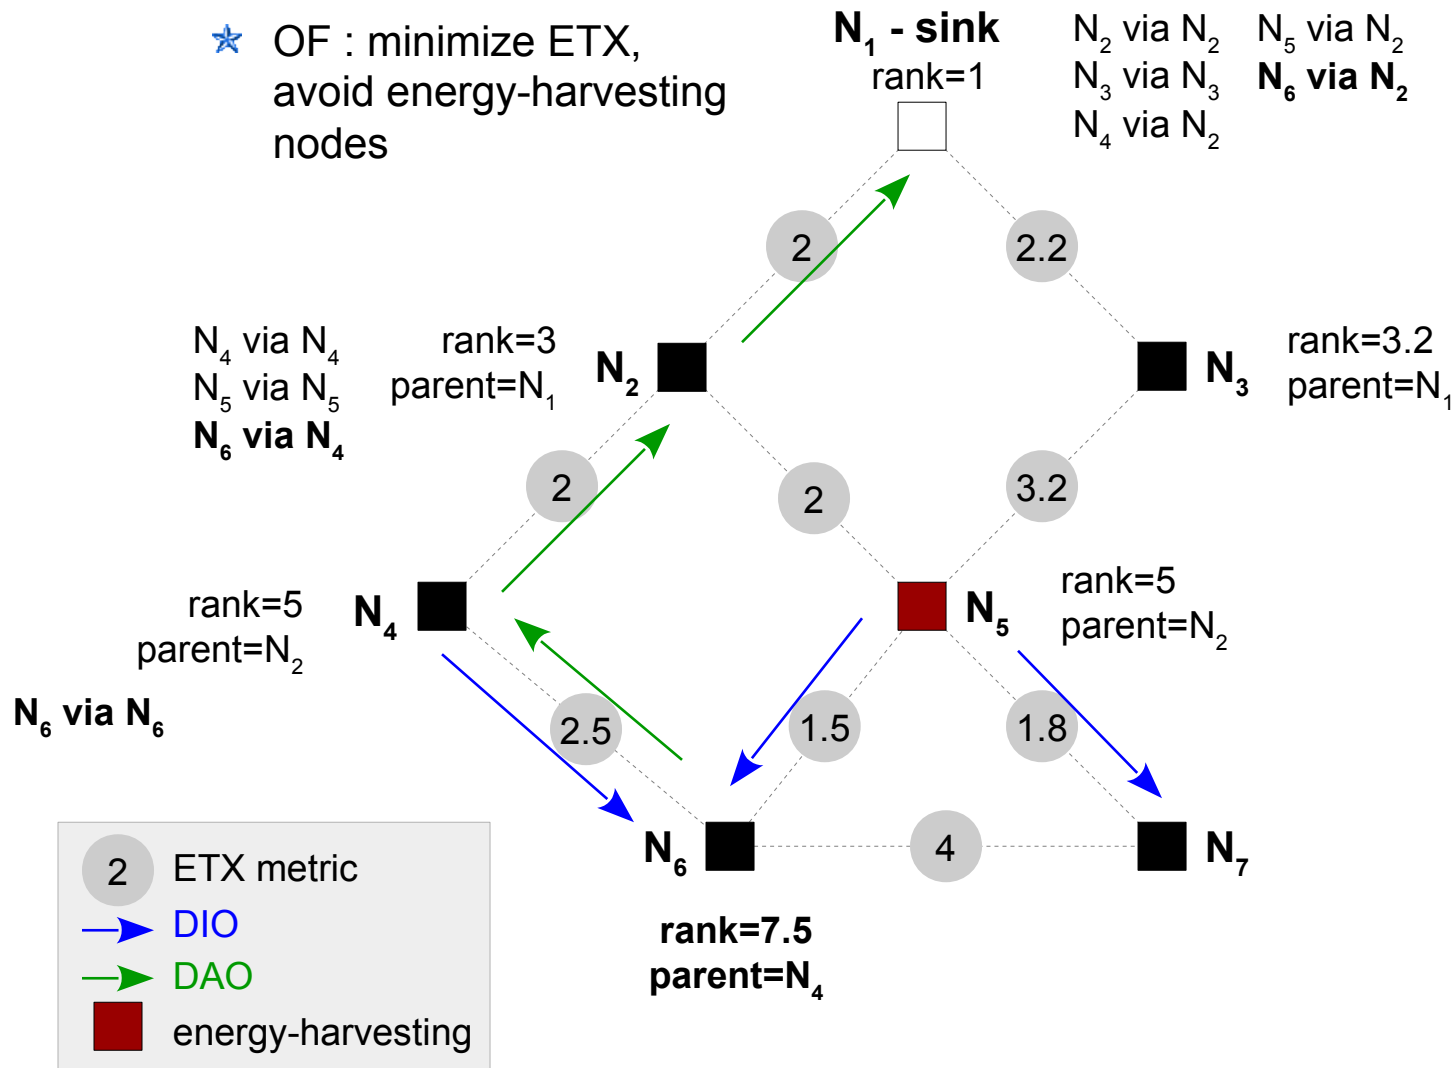 OF : minimize ETX,
avoid energy-harvesting
nodes
N1 - sink
rank=1
N2 via N2 N5 via N2
N3 via N3 N6 via N2
N4 via N2
2
2.2
N4 via N4
N5 via N5
N6 via N4
rank=3
parent=N1
N2
N3
rank=3.2
parent=N1
2
2
3.2
rank=5
parent=N2
N4
N5
rank=5
parent=N2
N6 via N6
2.5
1.5
1.8
N6
4
N7
rank=7.5
parent=N4
2 ETX metric
DIO
DAO
energy-harvesting